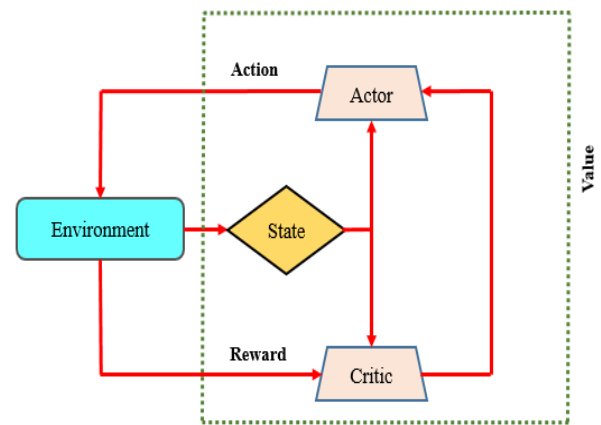 Action
Actor
Value
Environment
State
Reward
Critic